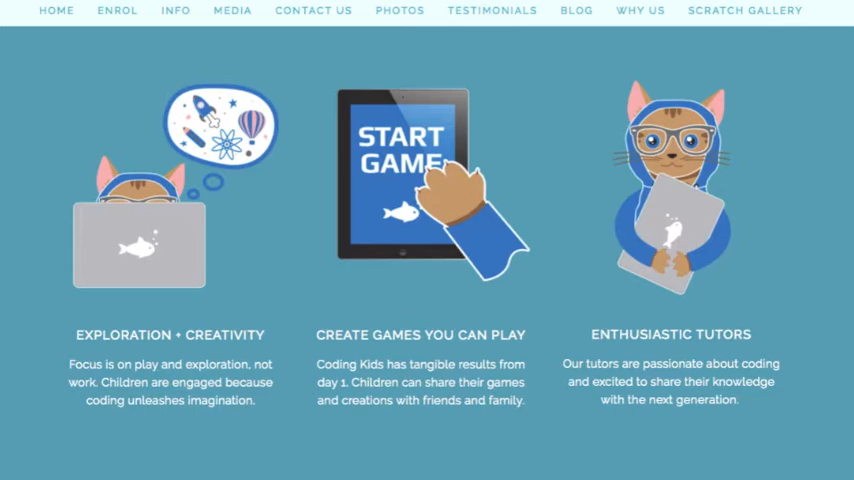 HOME ENROL INFO MEDIA CONTACT US PHOTOS TESTIMONIALS BLOG WHY US SCRATCH GALLERY
START
GAME
EXPLORATION + CREATIVITY
Focus is on play and exploration, not
work. Children are engaged because
coding unleashes imagination.
CREATE GAMES YOU CAN PLAY
Coding Kids has tangible results from
day 1. Children can share their games
and creations with friends and family.
ENTHUSIASTIC TUTORS
Our tutors are passionate about coding
and excited to share their knowledge
with the next generation.